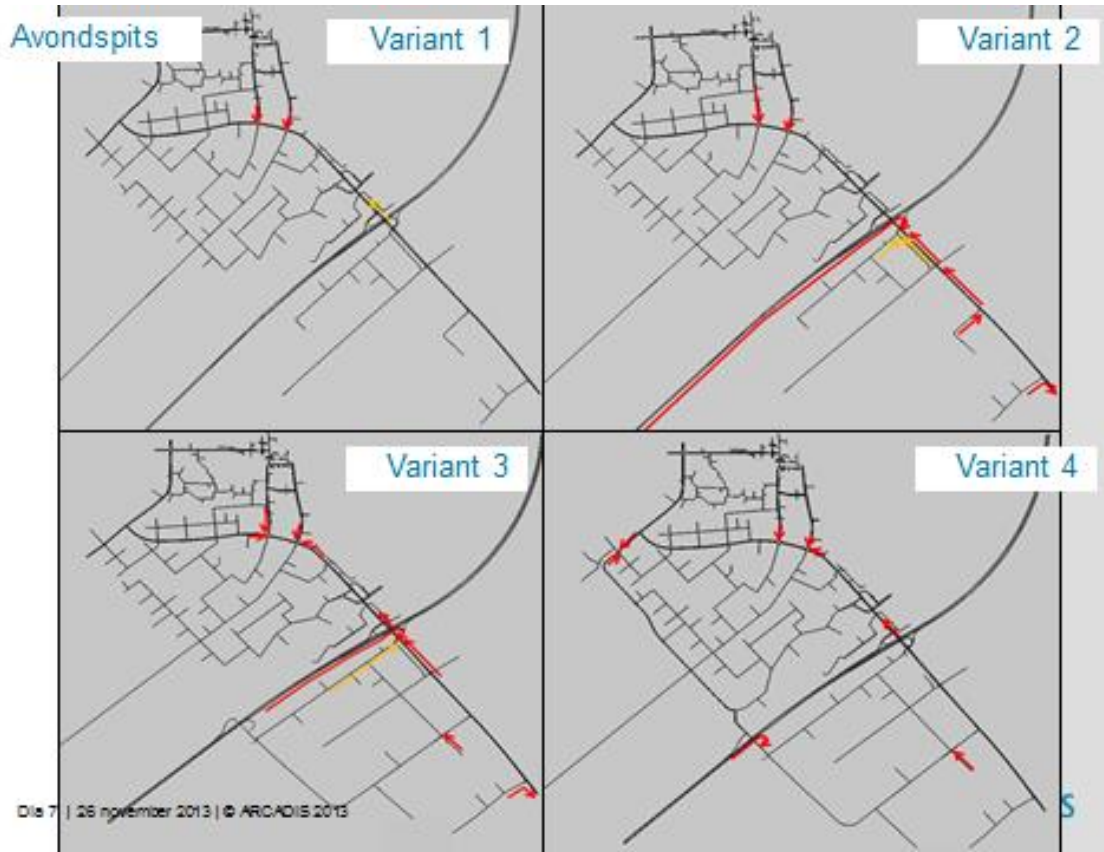 Avondspits
Variant 1
Variant 2
Variant 3
Variant 4
Dia 7 | 26 november 2013 | © ARCADIS 2013
S